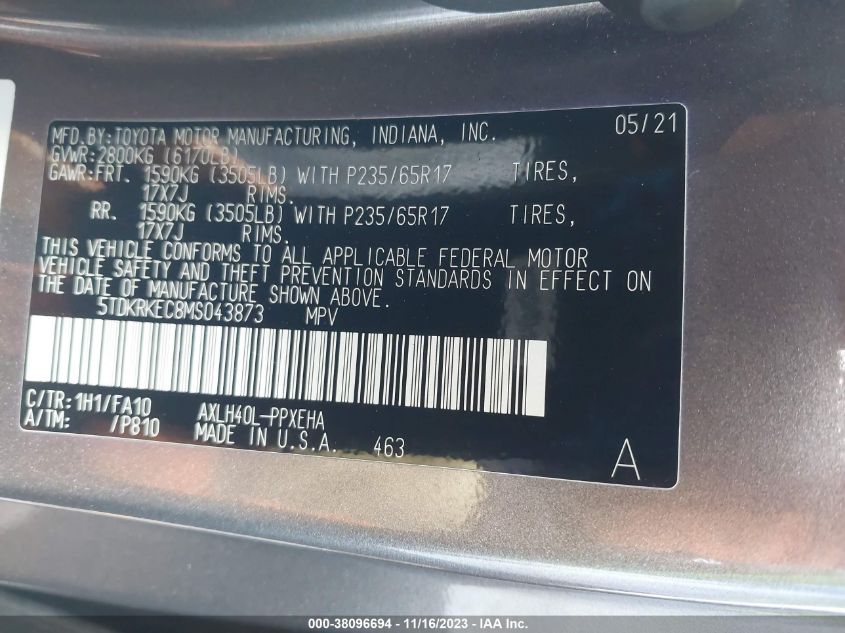 MFD.BY:TOYOTA MOTOR MANUFACTURING, INDIANA, INC. 05/21
GVWR:2800KG (6170LB)
GAWR:FRT. 1590KG (3505LB) WITH P235/65R17 TIRES,
17X7J RIMS.
RR. 1590KG (3505LB) WITH P235/65R17 TIRES,
17X7J RIMS.
THIS VEHICLE CONFORMS TO ALL APPLICABLE FEDERAL MOTOR
VEHICLE SAFETY AND THEFT PREVENTION STANDARDS IN EFFECT ON
THE DATE OF MANUFACTURE SHOWN ABOVE.
5TDKRKEC8MS043873 MPV
C/TR:1H1/FA10 AXLH40L-PPXEHA
A/TM: /P810 MADE IN U.S.A. 463
A
000-38096694 - 11/16/2023 - IAA Inc.